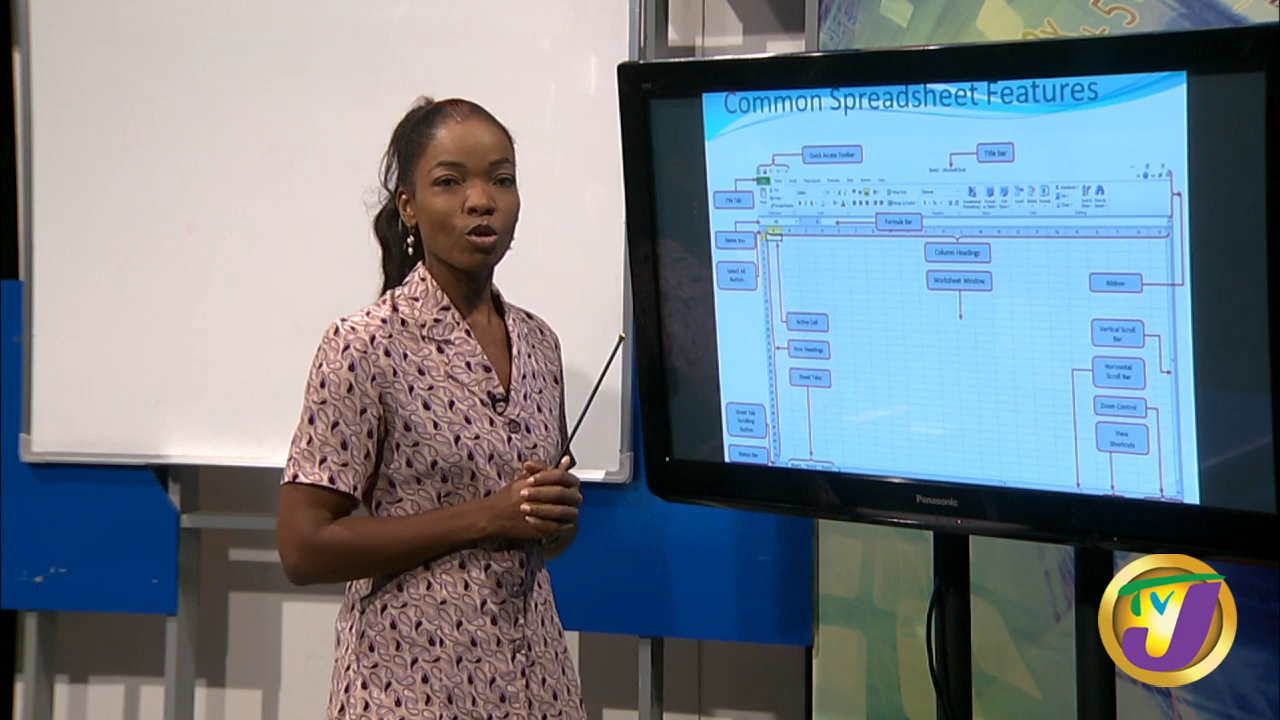 Common Spreadsheet Features
Quick Access Toolbar
Title bar
File Tab
Formula Bar
Name Box
Column Headings
Select All
Button
Worksheet Window
Ribbon
Active Cell
Vertical Scroll
Bar
Row Headings
Horizontal
Scroll Bar
Sheet Tabs
Zoom Control
Sheet Tab
Scrolling
Button
View
Shortcuts
Status Bar
Panasonic
TVJ